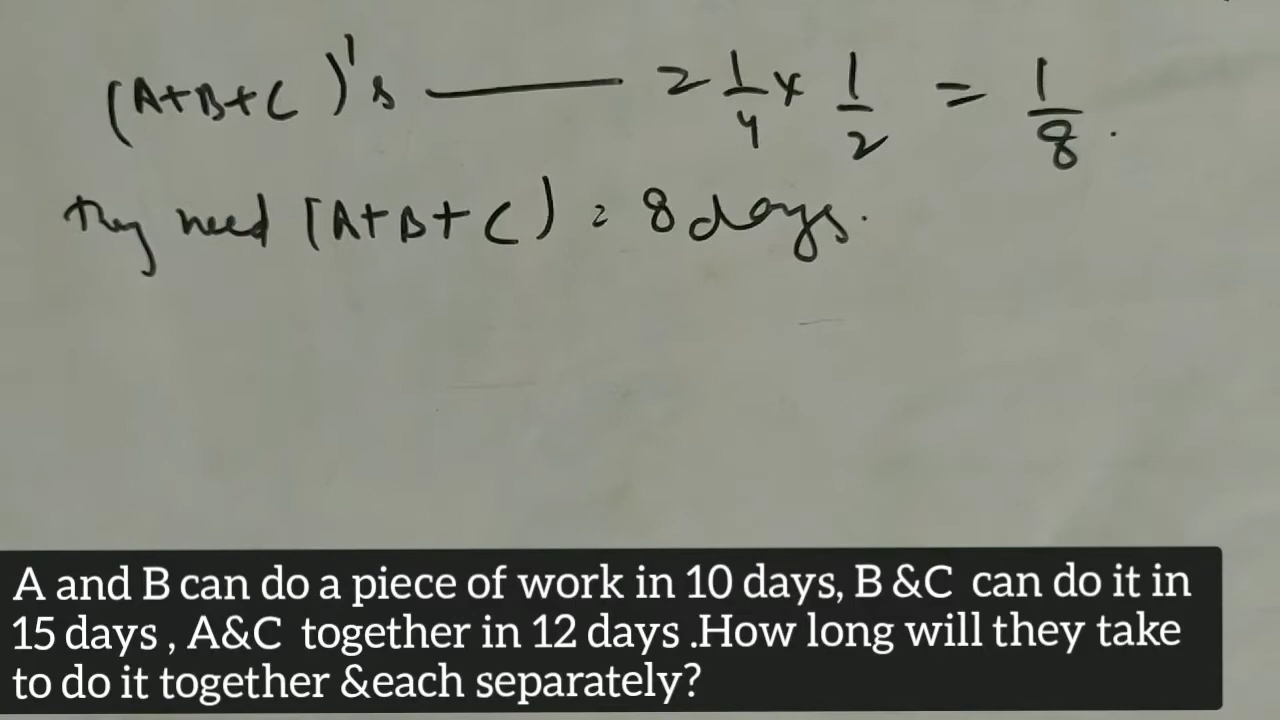 (A+B+C)'s —— = 1/4 × 1/2 = 1/8.
They need (A+B+C) = 8 days.
A and B can do a piece of work in 10 days, B &C can do it in
15 days , A&C together in 12 days .How long will they take
to do it together &each separately?